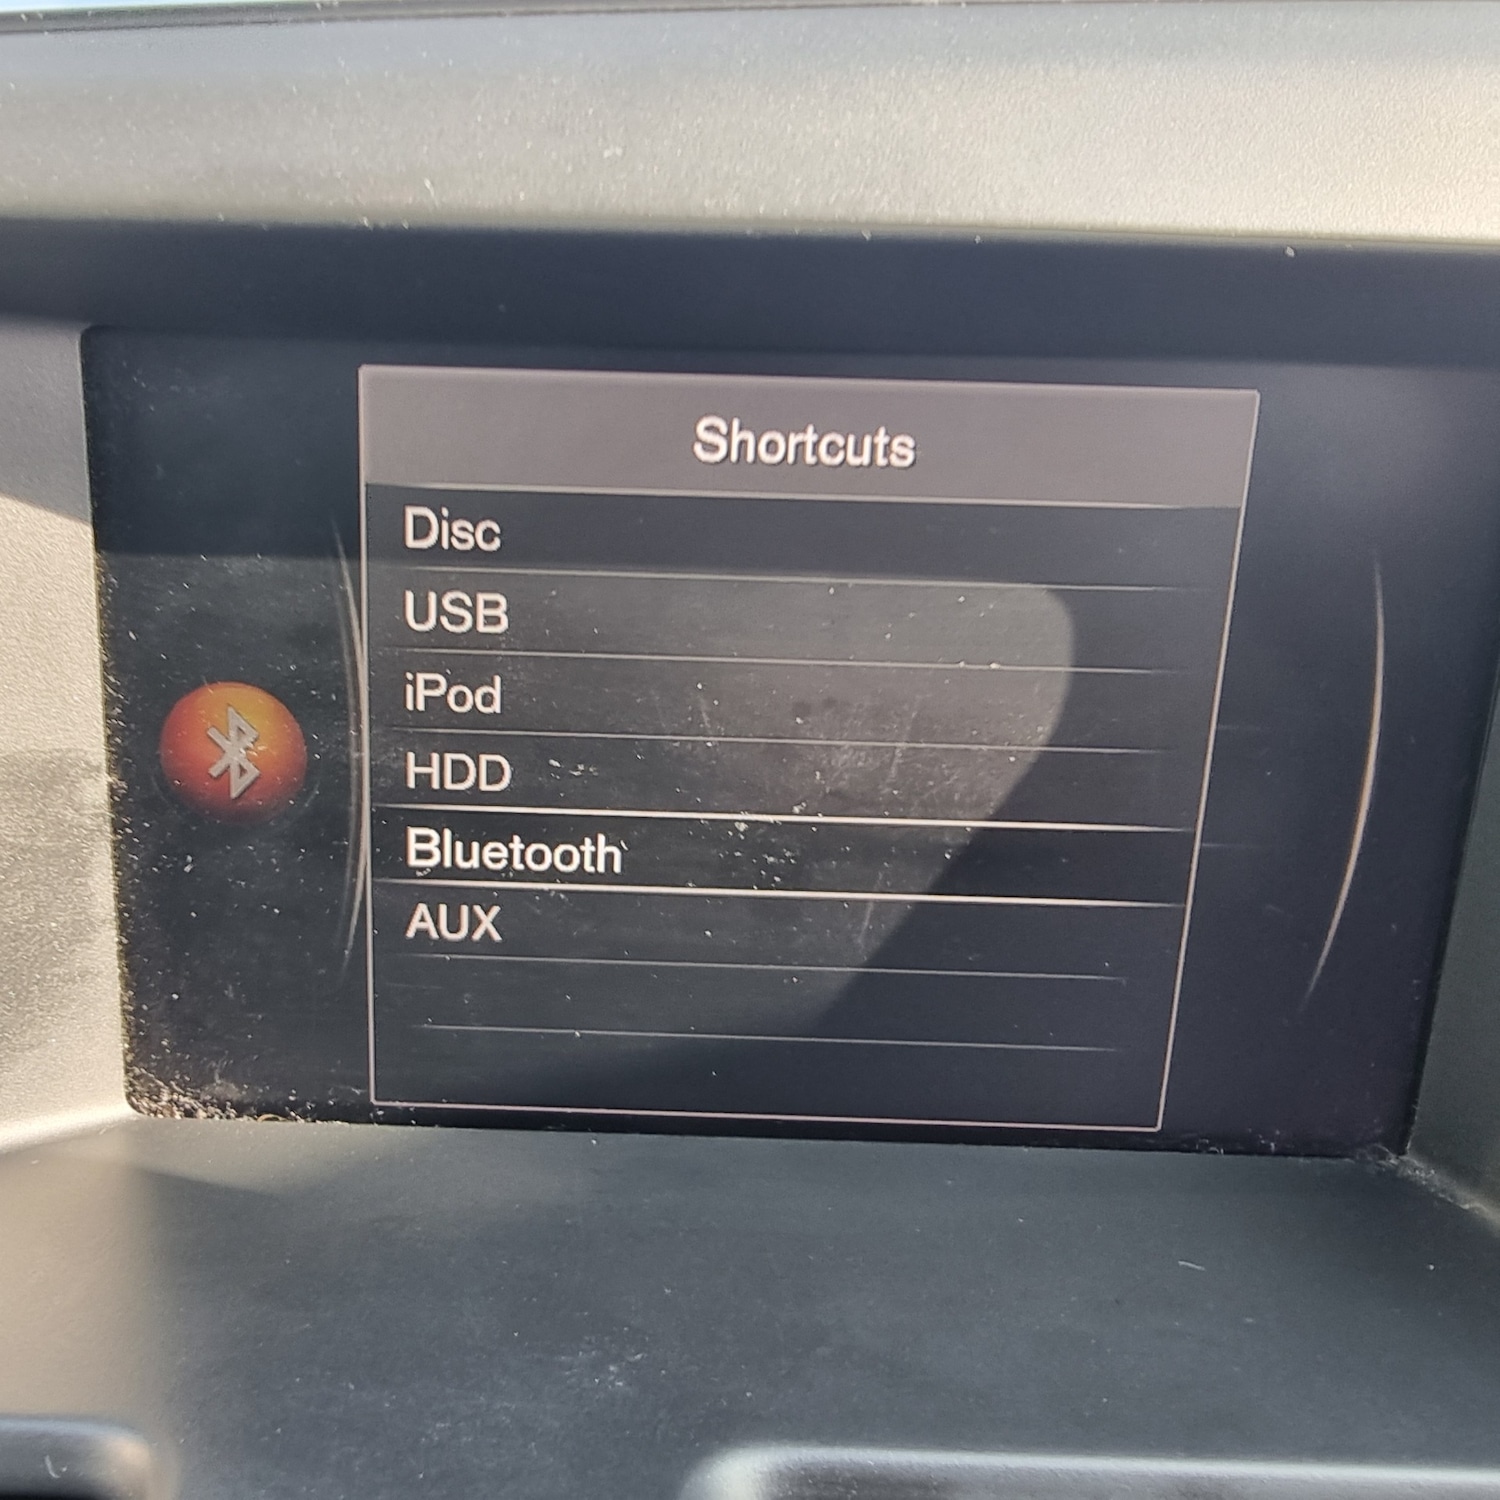 Shortcuts
Disc
USB
iPod
HDD
Bluetooth
AUX